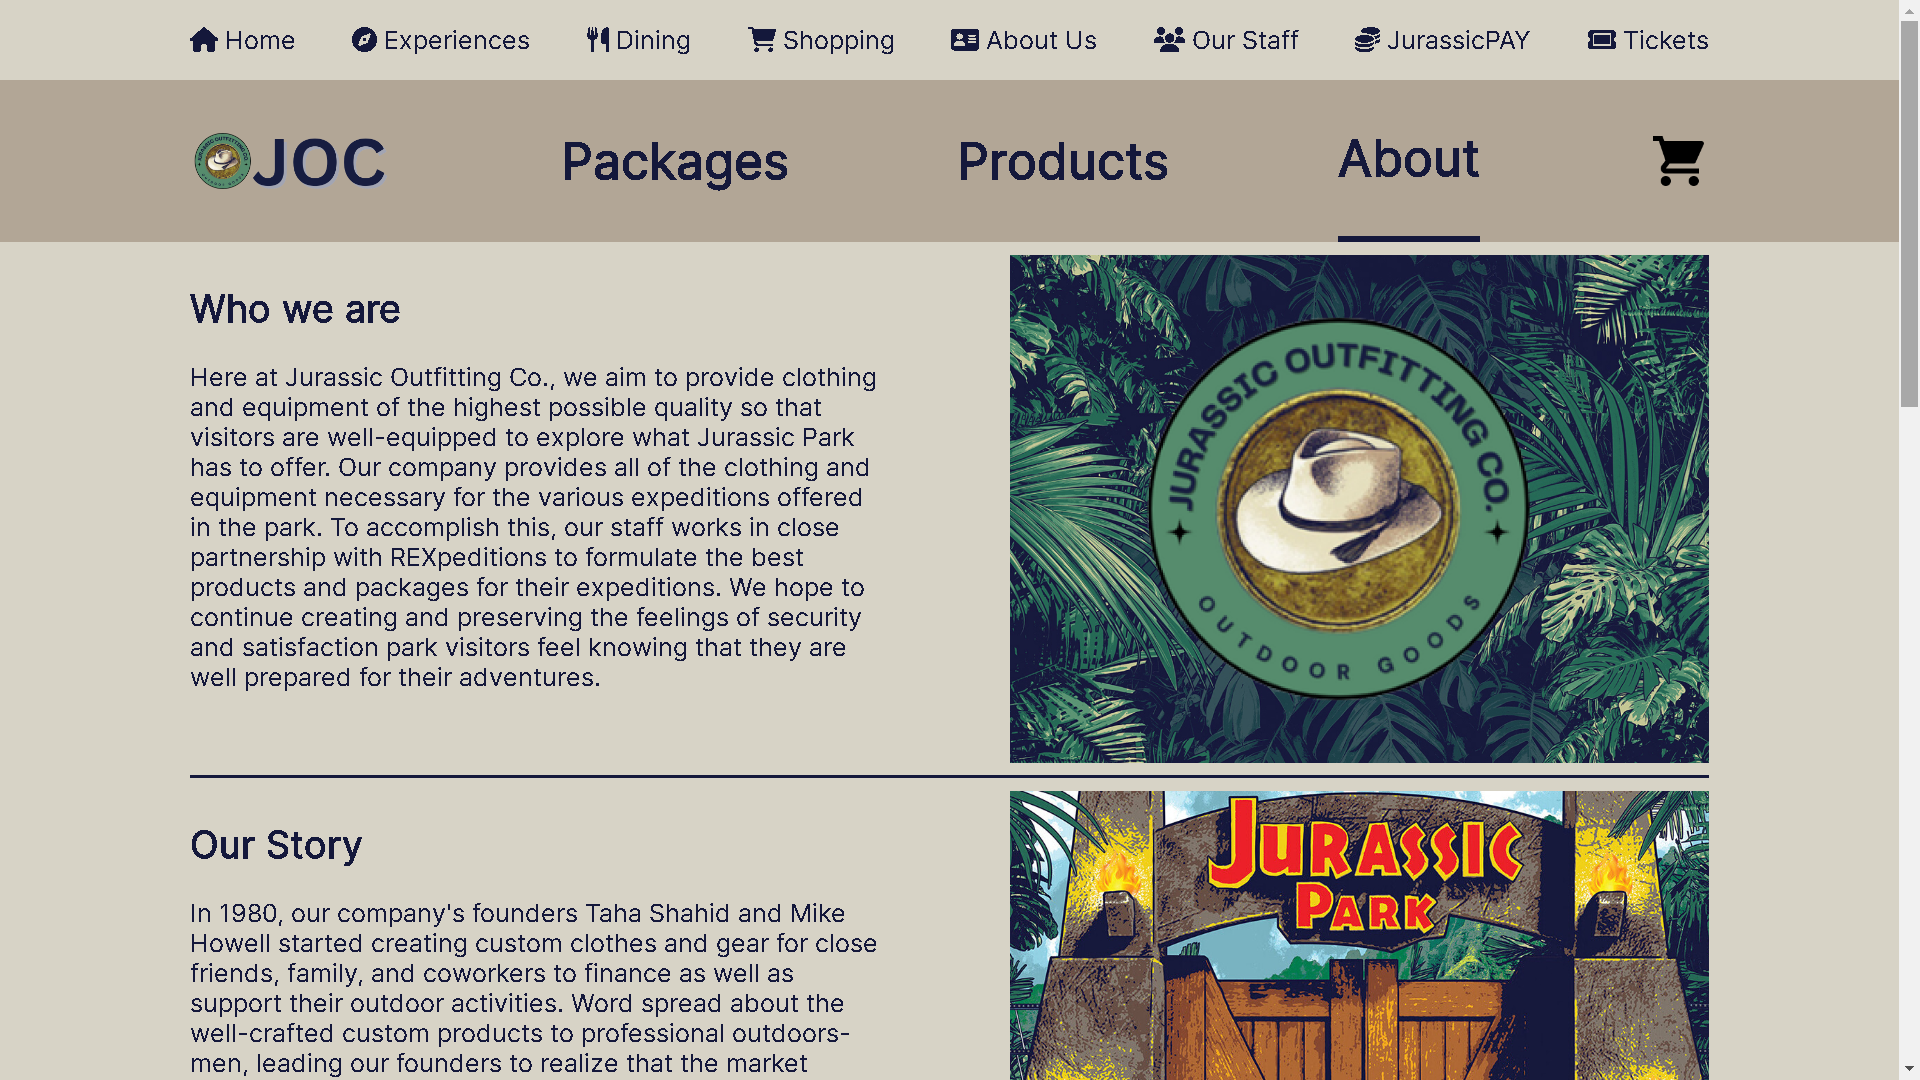 Home Experiences Dining Shopping About Us Our Staff JurassicPAY Tickets
JOC Packages Products About
Who we are
Here at Jurassic Outfitting Co., we aim to provide clothing
and equipment of the highest possible quality so that
visitors are well-equipped to explore what Jurassic Park
has to offer. Our company provides all of the clothing and
equipment necessary for the various expeditions offered
in the park. To accomplish this, our staff works in close
partnership with REXpeditions to formulate the best
products and packages for their expeditions. We hope to
continue creating and preserving the feelings of security
and satisfaction park visitors feel knowing that they are
well prepared for their adventures.
JURASSIC OUTFITTING CO.
OUTDOOR GOODS
Our Story
In 1980, our company's founders Taha Shahid and Mike
Howell started creating custom clothes and gear for close
friends, family, and coworkers to finance as well as
support their outdoor activities. Word spread about the
well-crafted custom products to professional outdoors-
men, leading our founders to realize that the market
JURASSIC
PARK